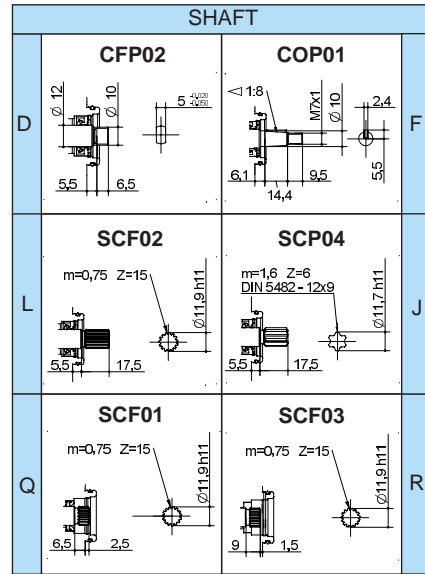 SHAFT
D
CFP02
Ø 12
Ø 10
5 -0,020 -0,050
5,5
6,5
COP01
1:8
M7x1
Ø 10
2,4
5,5
6,1
14,4
9,5
F
L
SCF02
m=0,75 Z=15
Ø11,9 h11
5,5
17,5
SCP04
m=1,6 Z=6
DIN 5482 - 12x9
Ø11,7 h11
5,5
17,5
J
Q
SCF01
m=0,75 Z=15
Ø11,9 h11
6,5
2,5
SCF03
m=0,75 Z=15
Ø11,9 h11
9
1,5
R